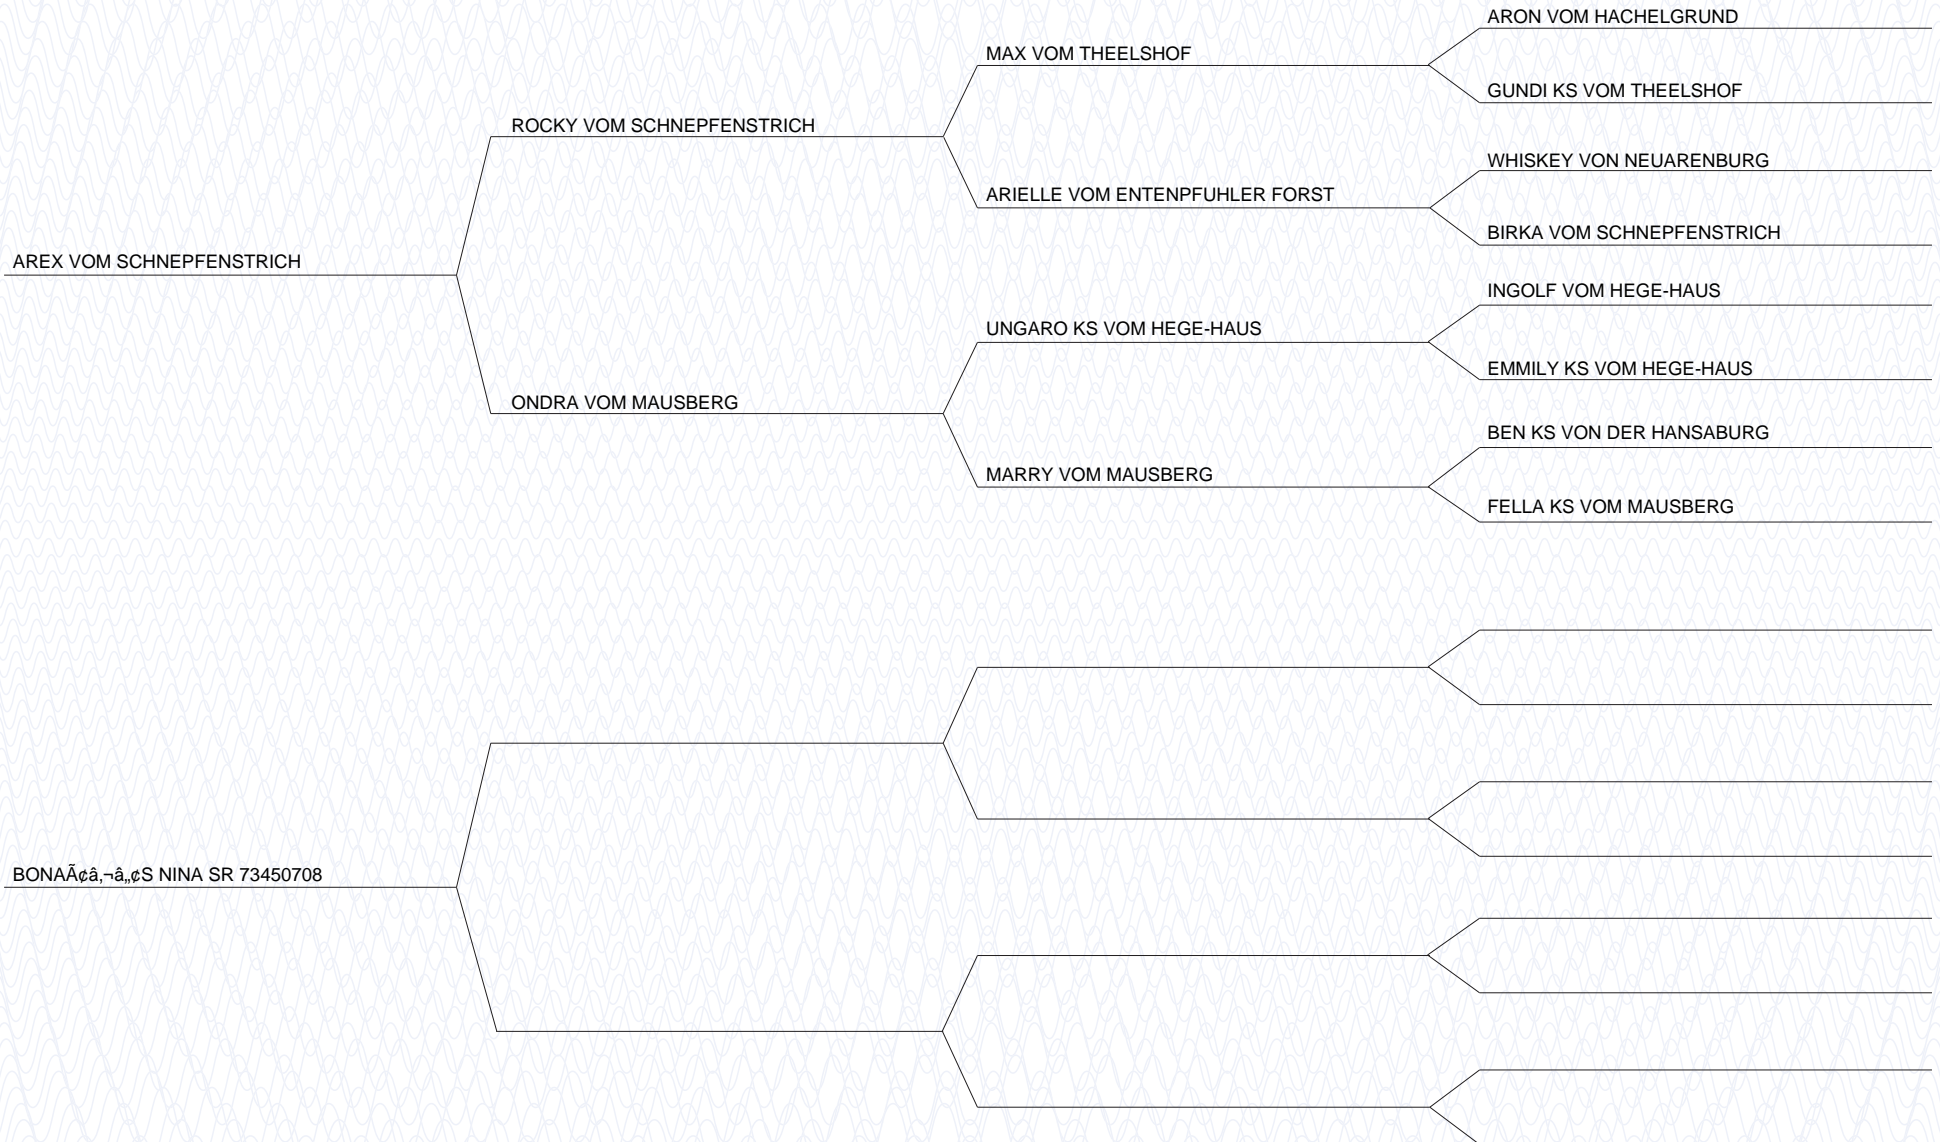 ARON VOM HACHELGRUND
MAX VOM THEELSHOF
GUNDI KS VOM THEELSHOF
ROCKY VOM SCHNEPFENSTRICH
WHISKEY VON NEUARENBURG
ARIELLE VOM ENTENPFUHLER FORST
BIRKA VOM SCHNEPFENSTRICH
AREX VOM SCHNEPFENSTRICH
INGOLF VOM HEGE-HAUS
UNGARO KS VOM HEGE-HAUS
EMMILY KS VOM HEGE-HAUS
ONDRA VOM MAUSBERG
BEN KS VON DER HANSABURG
MARRY VOM MAUSBERG
FELLA KS VOM MAUSBERG
BONAÃ¢â‚¬â„¢S NINA SR 73450708